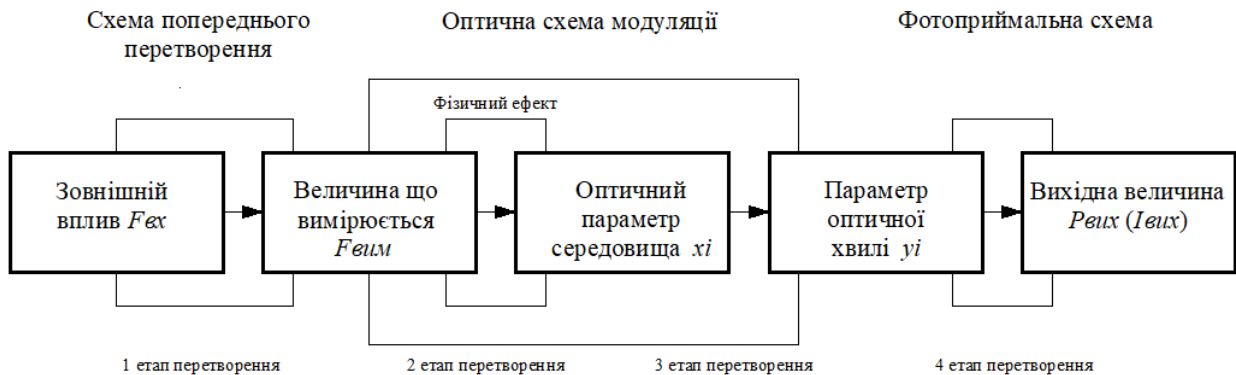 Схема попереднього
перетворення
Оптична схема модуляції
Фотоприймальна схема
Фізичний ефект
Зовнішній
вплив Fвх
Величина що
вимірюється
Fвим
Оптичний
параметр
середовища xi
Параметр
оптичної
хвилі yi
Вихідна величина
Pвих (Iвих)
1 етап перетворення
2 етап перетворення
3 етап перетворення
4 етап перетворення